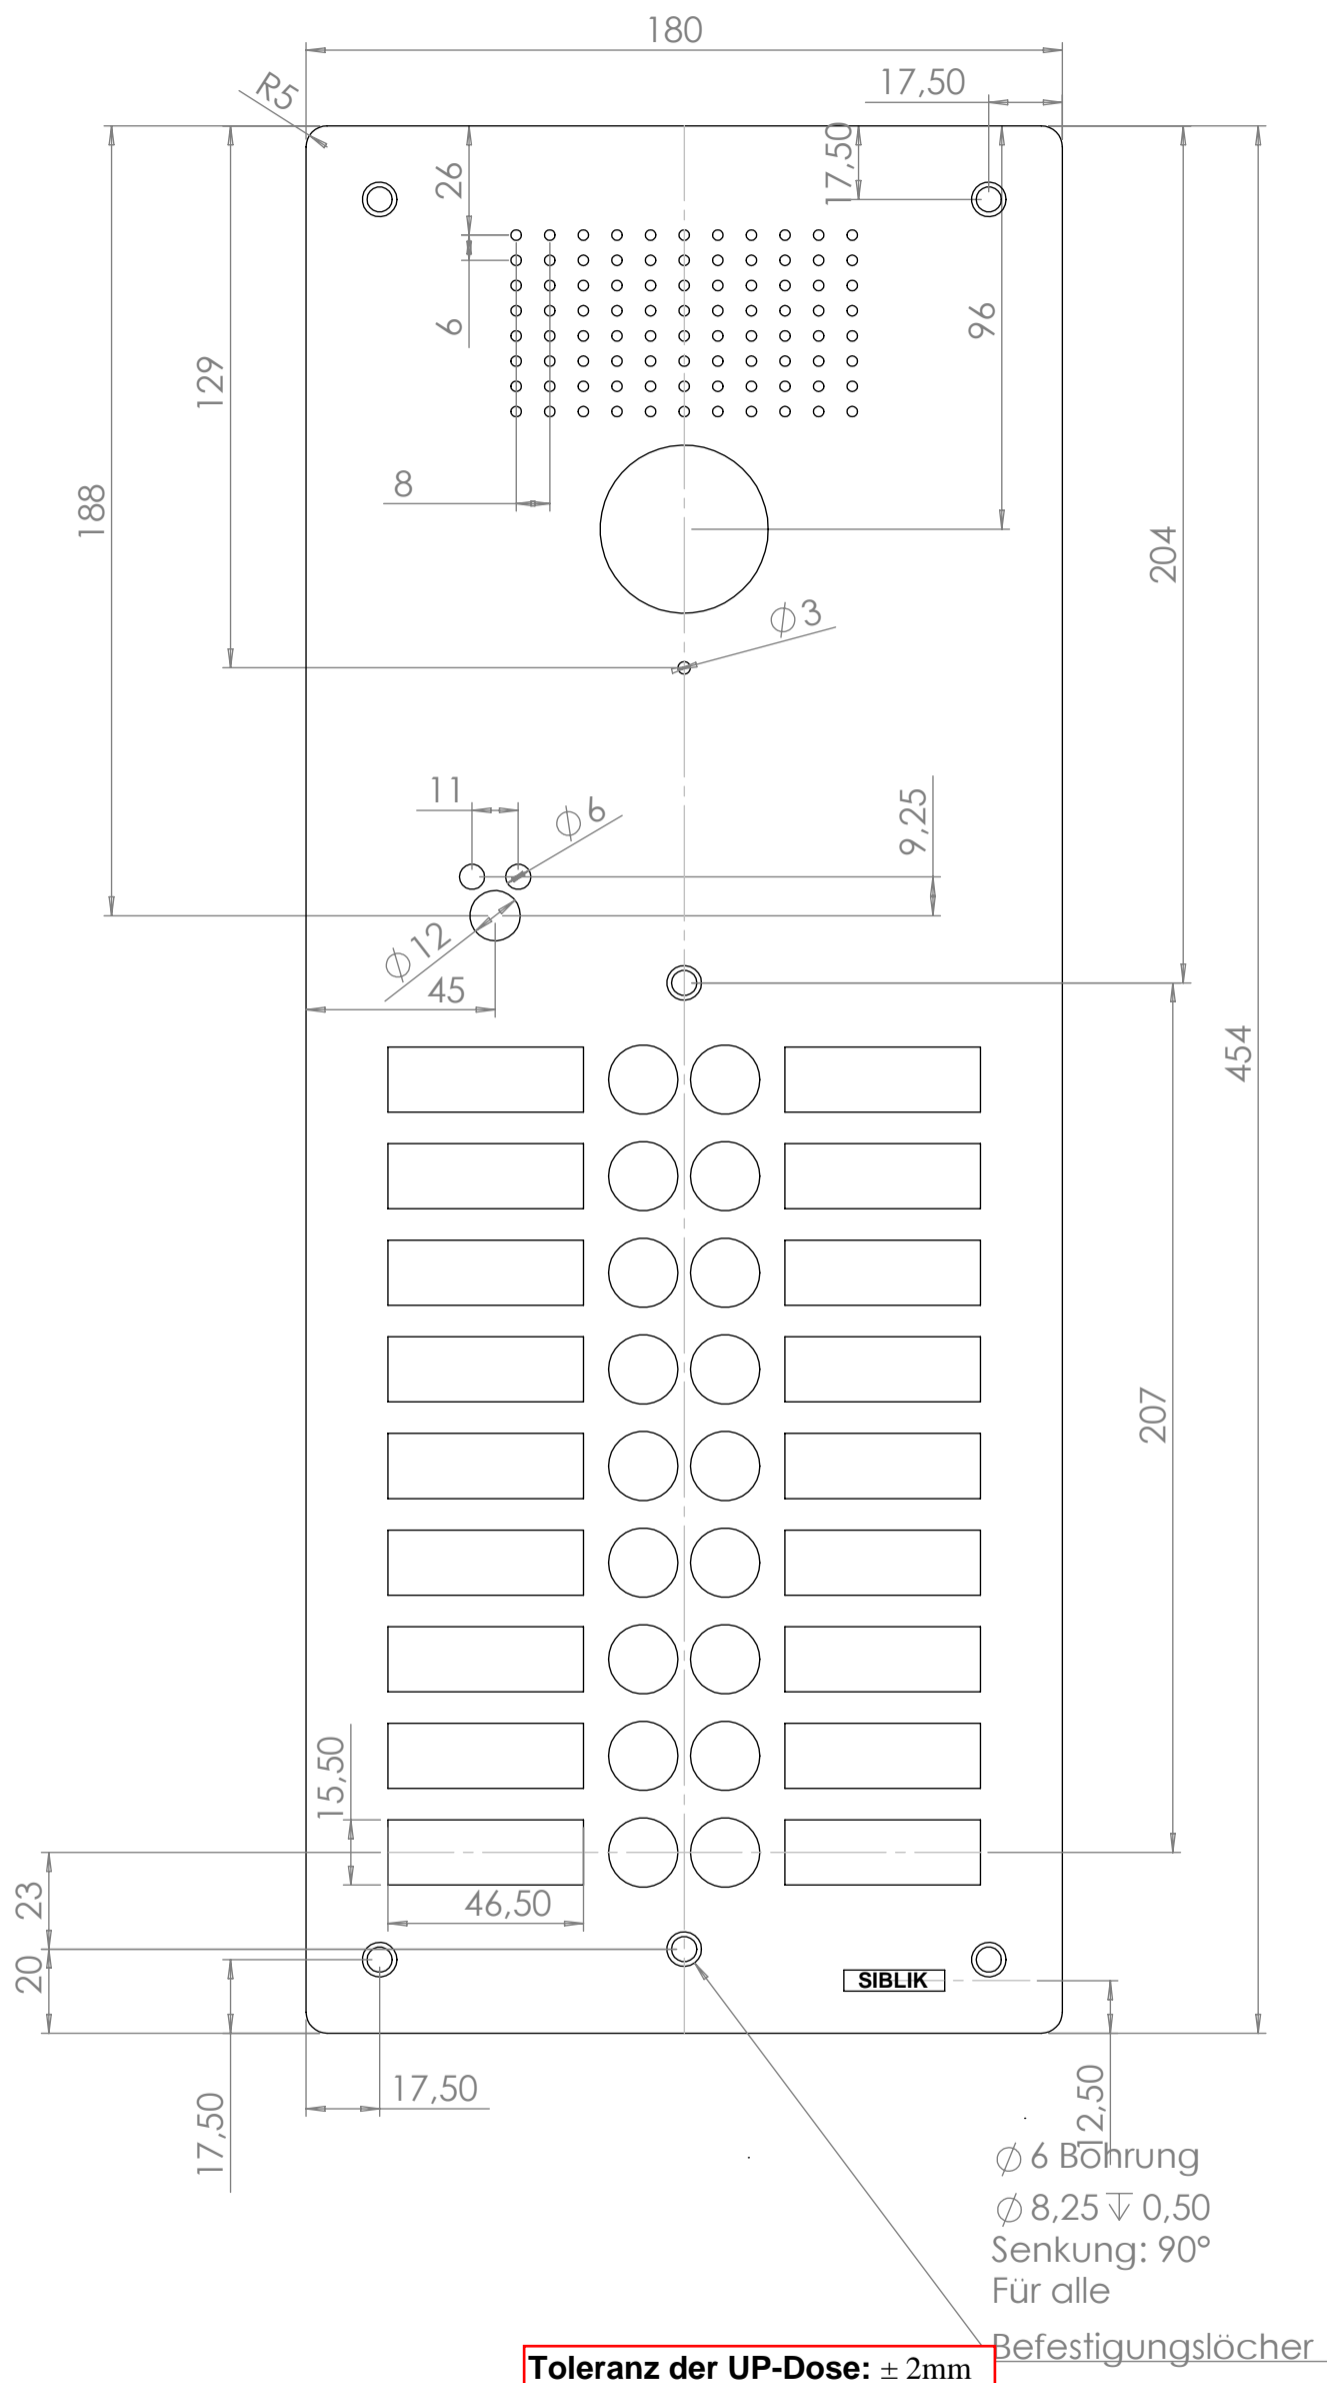 180
17,50
R5
17,50
26
6
129
96
188
8
204
Ø 3
11
Ø 6
9,25
Ø 12
45
454
207
15,50
23
46,50
20
SIBLIK
17,50
17,50
12,50
Ø 6 Bohrung
Ø 8,25 ↧ 0,50
Senkung: 90°
Für alle
Befestigungslöcher
Toleranz der UP-Dose: ± 2mm